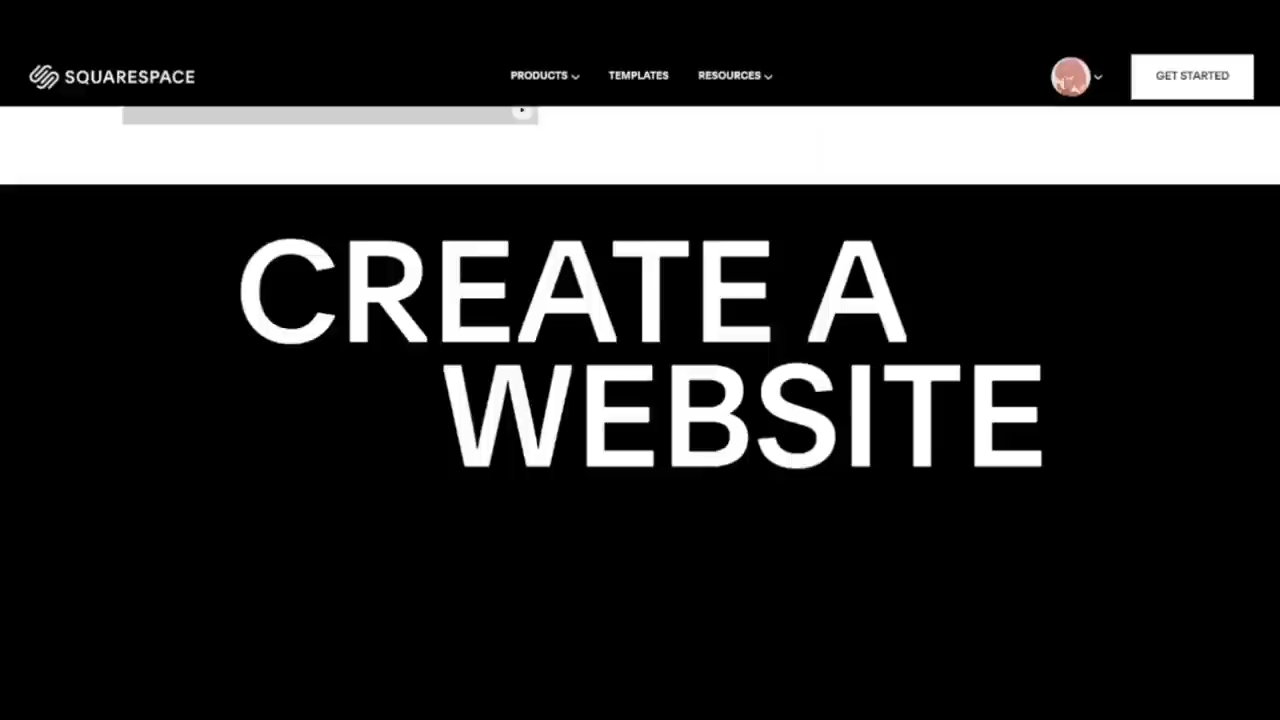 SQUARESPACE
PRODUCTS
TEMPLATES
RESOURCES
GET STARTED
CREATE A
WEBSITE